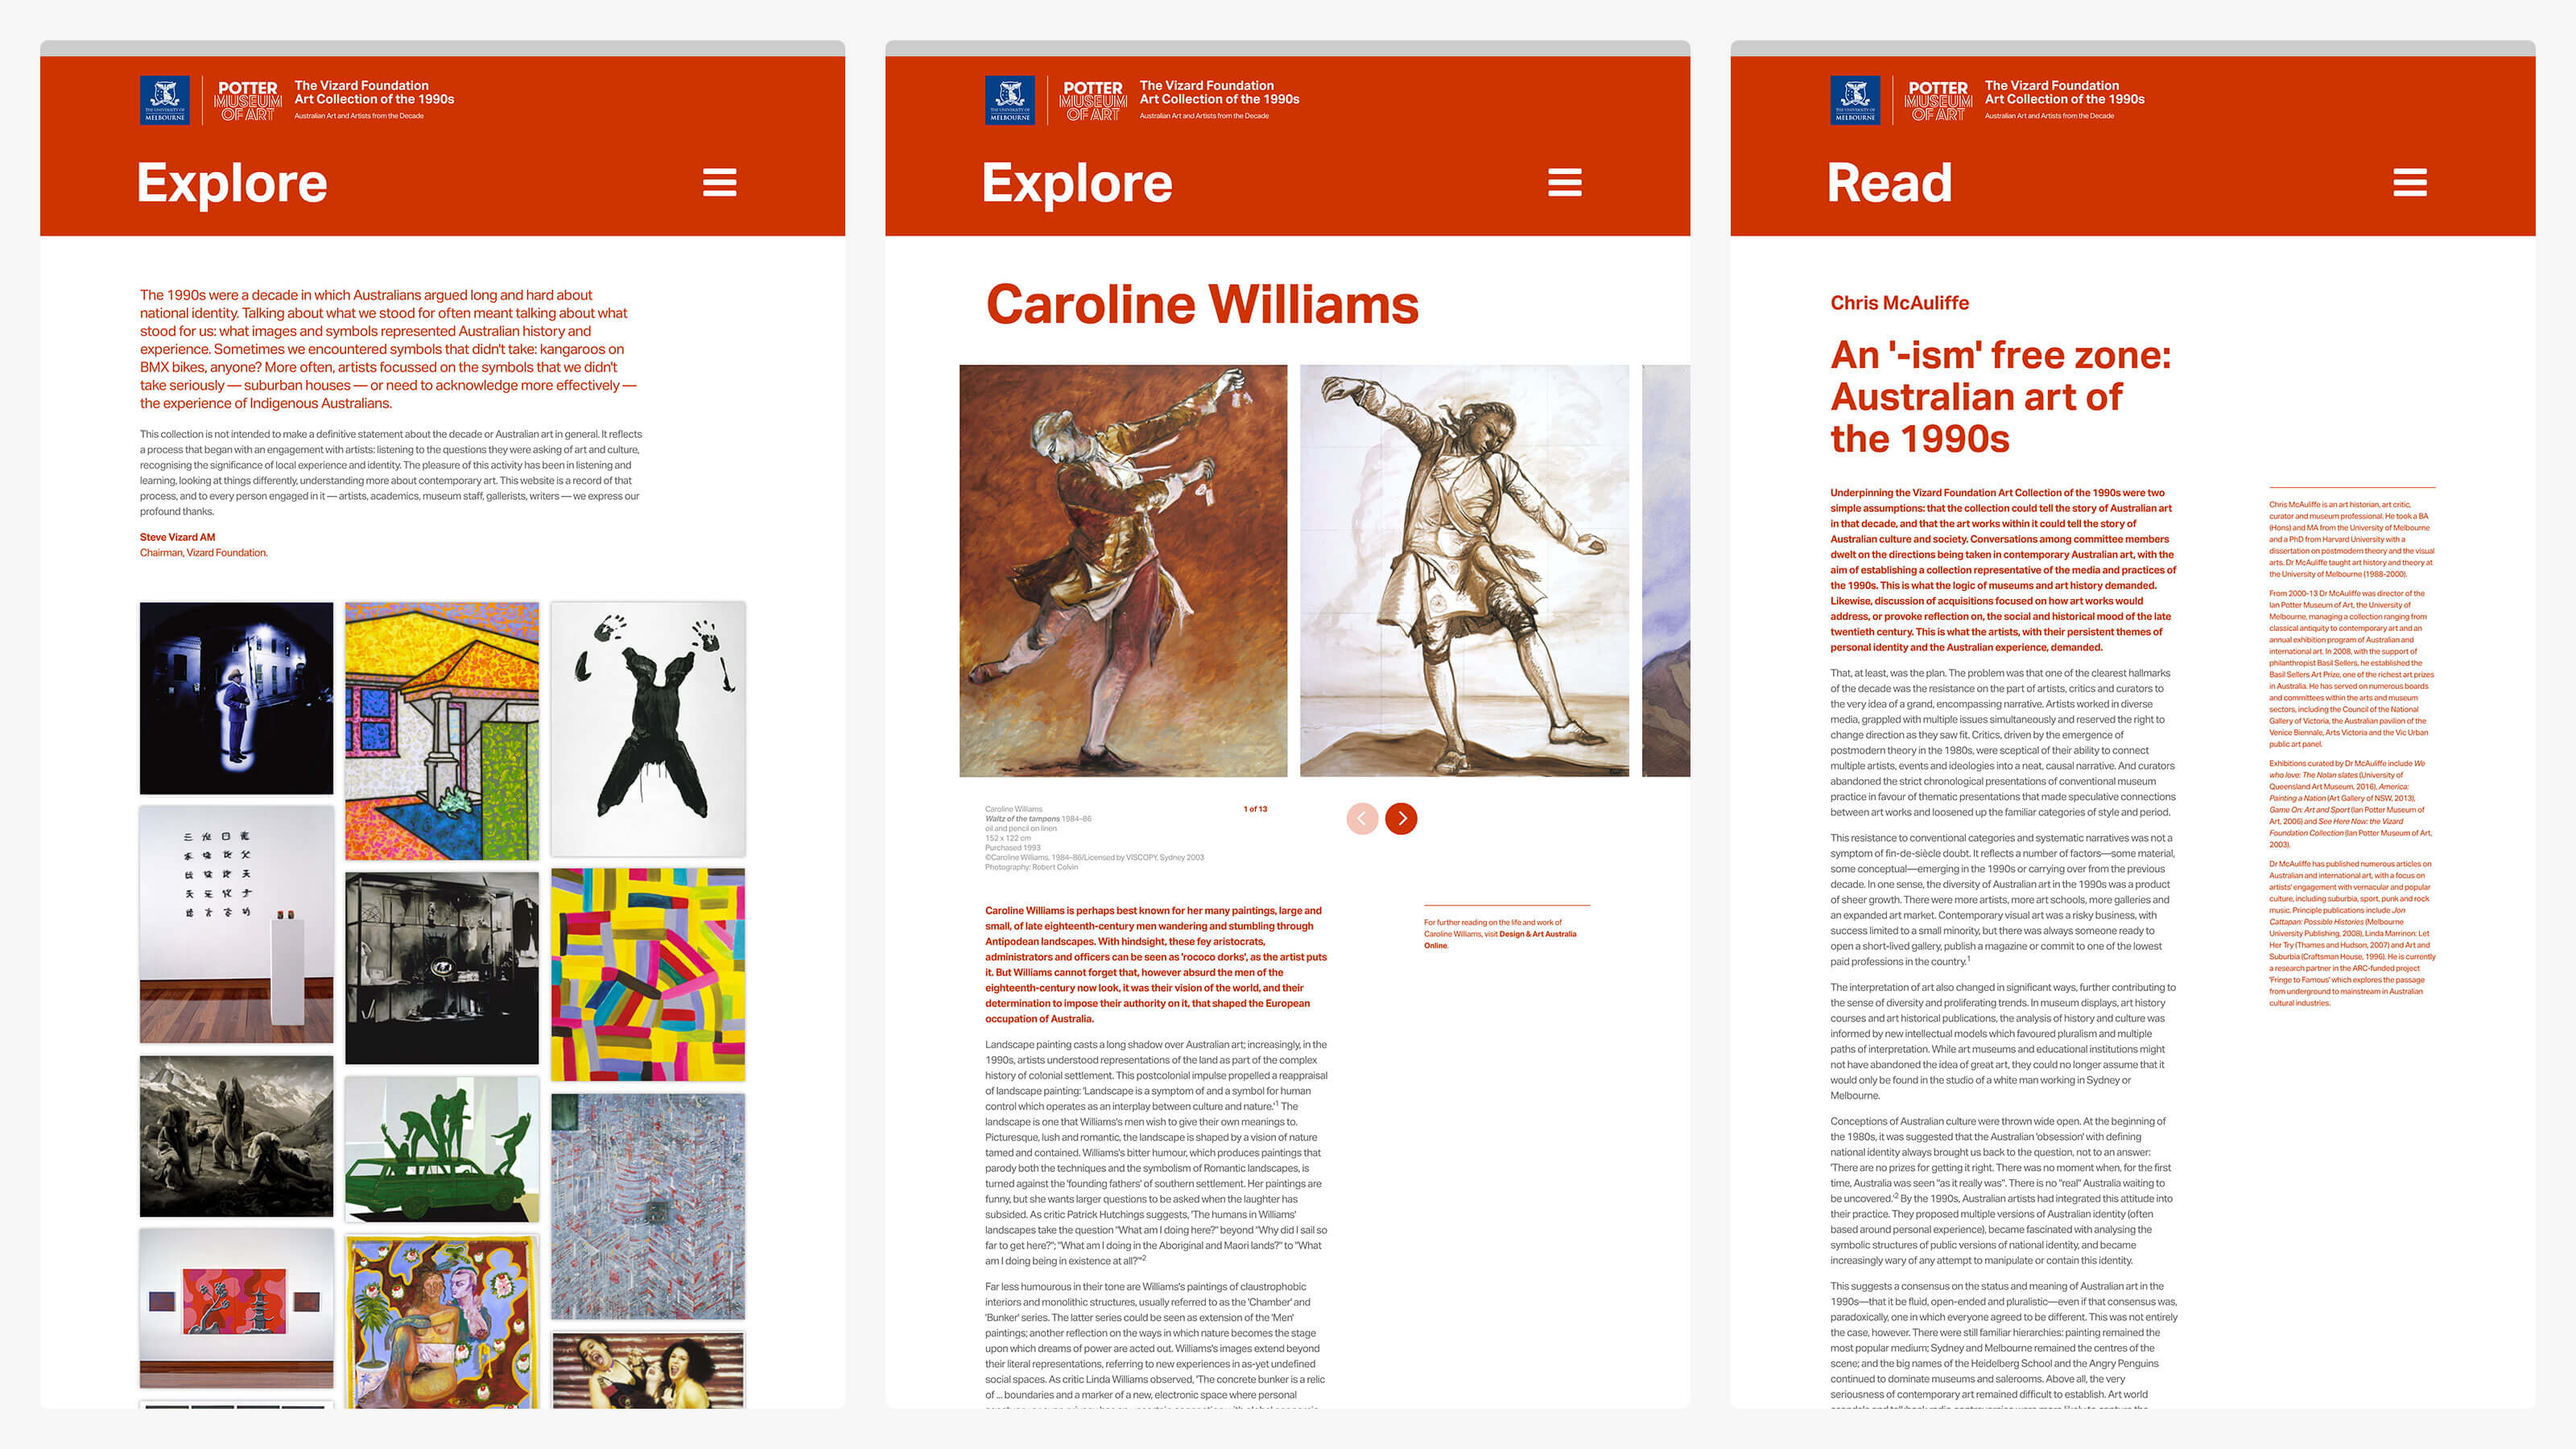 THE UNIVERSITY OF
MELBOURNE
POTTER
MUSEUM
OF ART
The Vizard Foundation
Art Collection of the 1990s
Australian Art and Artists from the Decade
Explore
The 1990s were a decade in which Australians argued long and hard about
national identity. Talking about what we stood for often meant talking about what
stood for us: what images and symbols represented Australian history and
experience. Sometimes we encountered symbols that didn't take: kangaroos on
BMX bikes, anyone? More often, artists focussed on the symbols that we didn't
take seriously — suburban houses — or need to acknowledge more effectively —
the experience of Indigenous Australians.
This collection is not intended to make a definitive statement about the decade or Australian art in general. It reflects
a process that began with an engagement with artists: listening to the questions they were asking of art and culture,
recognising the significance of local experience and identity. The pleasure of this activity has been in listening and
learning, looking at things differently, understanding more about contemporary art. This website is a record of that
process, and to every person engaged in it — artists, academics, museum staff, gallerists, writers — we express our
profound thanks.
Steve Vizard AM
Chairman, Vizard Foundation.
THE UNIVERSITY OF
MELBOURNE
POTTER
MUSEUM
OF ART
The Vizard Foundation
Art Collection of the 1990s
Australian Art and Artists from the Decade
Explore
Caroline Williams
Caroline Williams
Waltz of the tampons 1984–86
oil and pencil on linen
152 x 122 cm
Purchased 1993
©Caroline Williams, 1984–86/Licensed by VISCOPY, Sydney 2003
Photography: Robert Colvin
1 of 13
Caroline Williams is perhaps best known for her many paintings, large and
small, of late eighteenth-century men wandering and stumbling through
Antipodean landscapes. With hindsight, these fey aristocrats,
administrators and officers can be seen as 'rococo dorks', as the artist puts
it. But Williams cannot forget that, however absurd the men of the
eighteenth-century now look, it was their vision of the world, and their
determination to impose their authority on it, that shaped the European
occupation of Australia.
Landscape painting casts a long shadow over Australian art; increasingly, in the
1990s, artists understood representations of the land as part of the complex
history of colonial settlement. This postcolonial impulse propelled a reappraisal
of landscape painting: 'Landscape is a symptom of and a symbol for human
control which operates as an interplay between culture and nature.'1 The
landscape is one that Williams's men wish to give their own meanings to.
Picturesque, lush and romantic, the landscape is shaped by a vision of nature
tamed and contained. Williams's bitter humour, which produces paintings that
parody both the techniques and the symbolism of Romantic landscapes, is
turned against the 'founding fathers' of southern settlement. Her paintings are
funny, but she wants larger questions to be asked when the laughter has
subsided. As critic Patrick Hutchings suggests, 'The humans in Williams'
landscapes take the question "What am I doing here?" beyond "Why did I sail so
far to get here?"; "What am I doing in the Aboriginal and Maori lands?" to "What
am I doing being in existence at all?"'2
Far less humourous in their tone are Williams's paintings of claustrophobic
interiors and monolithic structures, usually referred to as the 'Chamber' and
'Bunker' series. The latter series could be seen as extension of the 'Men'
paintings; another reflection on the ways in which nature becomes the stage
upon which dreams of power are acted out. Williams's images extend beyond
their literal representations, referring to new experiences in as-yet undefined
social spaces. As critic Linda Williams observed, 'The concrete bunker is a relic
of ... boundaries and a marker of a new, electronic space where personal
For further reading on the life and work of
Caroline Williams, visit Design & Art Australia
Online.
THE UNIVERSITY OF
MELBOURNE
POTTER
MUSEUM
OF ART
The Vizard Foundation
Art Collection of the 1990s
Australian Art and Artists from the Decade
Read
Chris McAuliffe
An '-ism' free zone:
Australian art of
the 1990s
Underpinning the Vizard Foundation Art Collection of the 1990s were two
simple assumptions: that the collection could tell the story of Australian art
in that decade, and that the art works within it could tell the story of
Australian culture and society. Conversations among committee members
dwelt on the directions being taken in contemporary Australian art, with the
aim of establishing a collection representative of the media and practices of
the 1990s. This is what the logic of museums and art history demanded.
Likewise, discussion of acquisitions focused on how art works would
address, or provoke reflection on, the social and historical mood of the late
twentieth century. This is what the artists, with their persistent themes of
personal identity and the Australian experience, demanded.
That, at least, was the plan. The problem was that one of the clearest hallmarks
of the decade was the resistance on the part of artists, critics and curators to
the very idea of a grand, encompassing narrative. Artists worked in diverse
media, grappled with multiple issues simultaneously and reserved the right to
change direction as they saw fit. Critics, driven by the emergence of
postmodern theory in the 1980s, were sceptical of their ability to connect
multiple artists, events and ideologies into a neat, causal narrative. And curators
abandoned the strict chronological presentations of conventional museum
practice in favour of thematic presentations that made speculative connections
between art works and loosened up the familiar categories of style and period.
This resistance to conventional categories and systematic narratives was not a
symptom of fin-de-siècle doubt. It reflects a number of factors—some material,
some conceptual—emerging in the 1990s or carrying over from the previous
decade. In one sense, the diversity of Australian art in the 1990s was a product
of sheer growth. There were more artists, more art schools, more galleries and
an expanded art market. Contemporary visual art was a risky business, with
success limited to a small minority, but there was always someone ready to
open a short-lived gallery, publish a magazine or commit to one of the lowest
paid professions in the country.1
The interpretation of art also changed in significant ways, further contributing to
the sense of diversity and proliferating trends. In museum displays, art history
courses and art historical publications, the analysis of history and culture was
informed by new intellectual models which favoured pluralism and multiple
paths of interpretation. While art museums and educational institutions might
not have abandoned the idea of great art, they could no longer assume that it
would only be found in the studio of a white man working in Sydney or
Melbourne.
Conceptions of Australian culture were thrown wide open. At the beginning of
the 1980s, it was suggested that the Australian 'obsession' with defining
national identity always brought us back to the question, not to an answer:
'There are no prizes for getting it right. There was no moment when, for the first
time, Australia was seen "as it really was". There is no "real" Australia waiting to
be uncovered.'2 By the 1990s, Australian artists had integrated this attitude into
their practice. They proposed multiple versions of Australian identity (often
based around personal experience), became fascinated with analysing the
symbolic structures of public versions of national identity, and became
increasingly wary of any attempt to manipulate or contain this identity.
This suggests a consensus on the status and meaning of Australian art in the
1990s—that it be fluid, open-ended and pluralistic—even if that consensus was,
paradoxically, one in which everyone agreed to be different. This was not entirely
the case, however. There were still familiar hierarchies: painting remained the
most popular medium; Sydney and Melbourne remained the centres of the
scene; and the big names of the Heidelberg School and the Angry Penguins
continued to dominate museums and salerooms. Above all, the very
seriousness of contemporary art remained difficult to establish. Art world
Chris McAuliffe is an art historian, art critic,
curator and museum professional. He took a BA
(Hons) and MA from the University of Melbourne
and a PhD from Harvard University with a
dissertation on postmodern theory and the visual
arts. Dr McAuliffe taught art history and theory at
the University of Melbourne (1988-2000).
From 2000-13 Dr McAuliffe was director of the
Ian Potter Museum of Art, the University of
Melbourne, managing a collection ranging from
classical antiquity to contemporary art and an
annual exhibition program of Australian and
international art. In 2008, with the support of
philanthropist Basil Sellers, he established the
Basil Sellers Art Prize, one of the richest art prizes
in Australia. He has served on numerous boards
and committees within the arts and museum
sectors, including the Council of the National
Gallery of Victoria, the Australian pavilion of the
Venice Biennale, Arts Victoria and the Vic Urban
public art panel.
Exhibitions curated by Dr McAuliffe include We
who love: The Nolan slates (University of
Queensland Art Museum, 2016), America:
Painting a Nation (Art Gallery of NSW, 2013),
Game On: Art and Sport (Ian Potter Museum of
Art, 2006) and See Here Now: the Vizard
Foundation Collection (Ian Potter Museum of Art,
2003).
Dr McAuliffe has published numerous articles on
Australian and international art, with a focus on
artists' engagement with vernacular and popular
culture, including suburbia, sport, punk and rock
music. Principle publications include Jon
Cattapan: Possible Histories (Melbourne
University Publishing, 2008), Linda Marrinon: Let
Her Try (Thames and Hudson, 2007) and Art and
Suburbia (Craftsman House, 1996). He is currently
a research partner in the ARC-funded project
'Fringe to Famous' which explores the passage
from underground to mainstream in Australian
cultural industries.